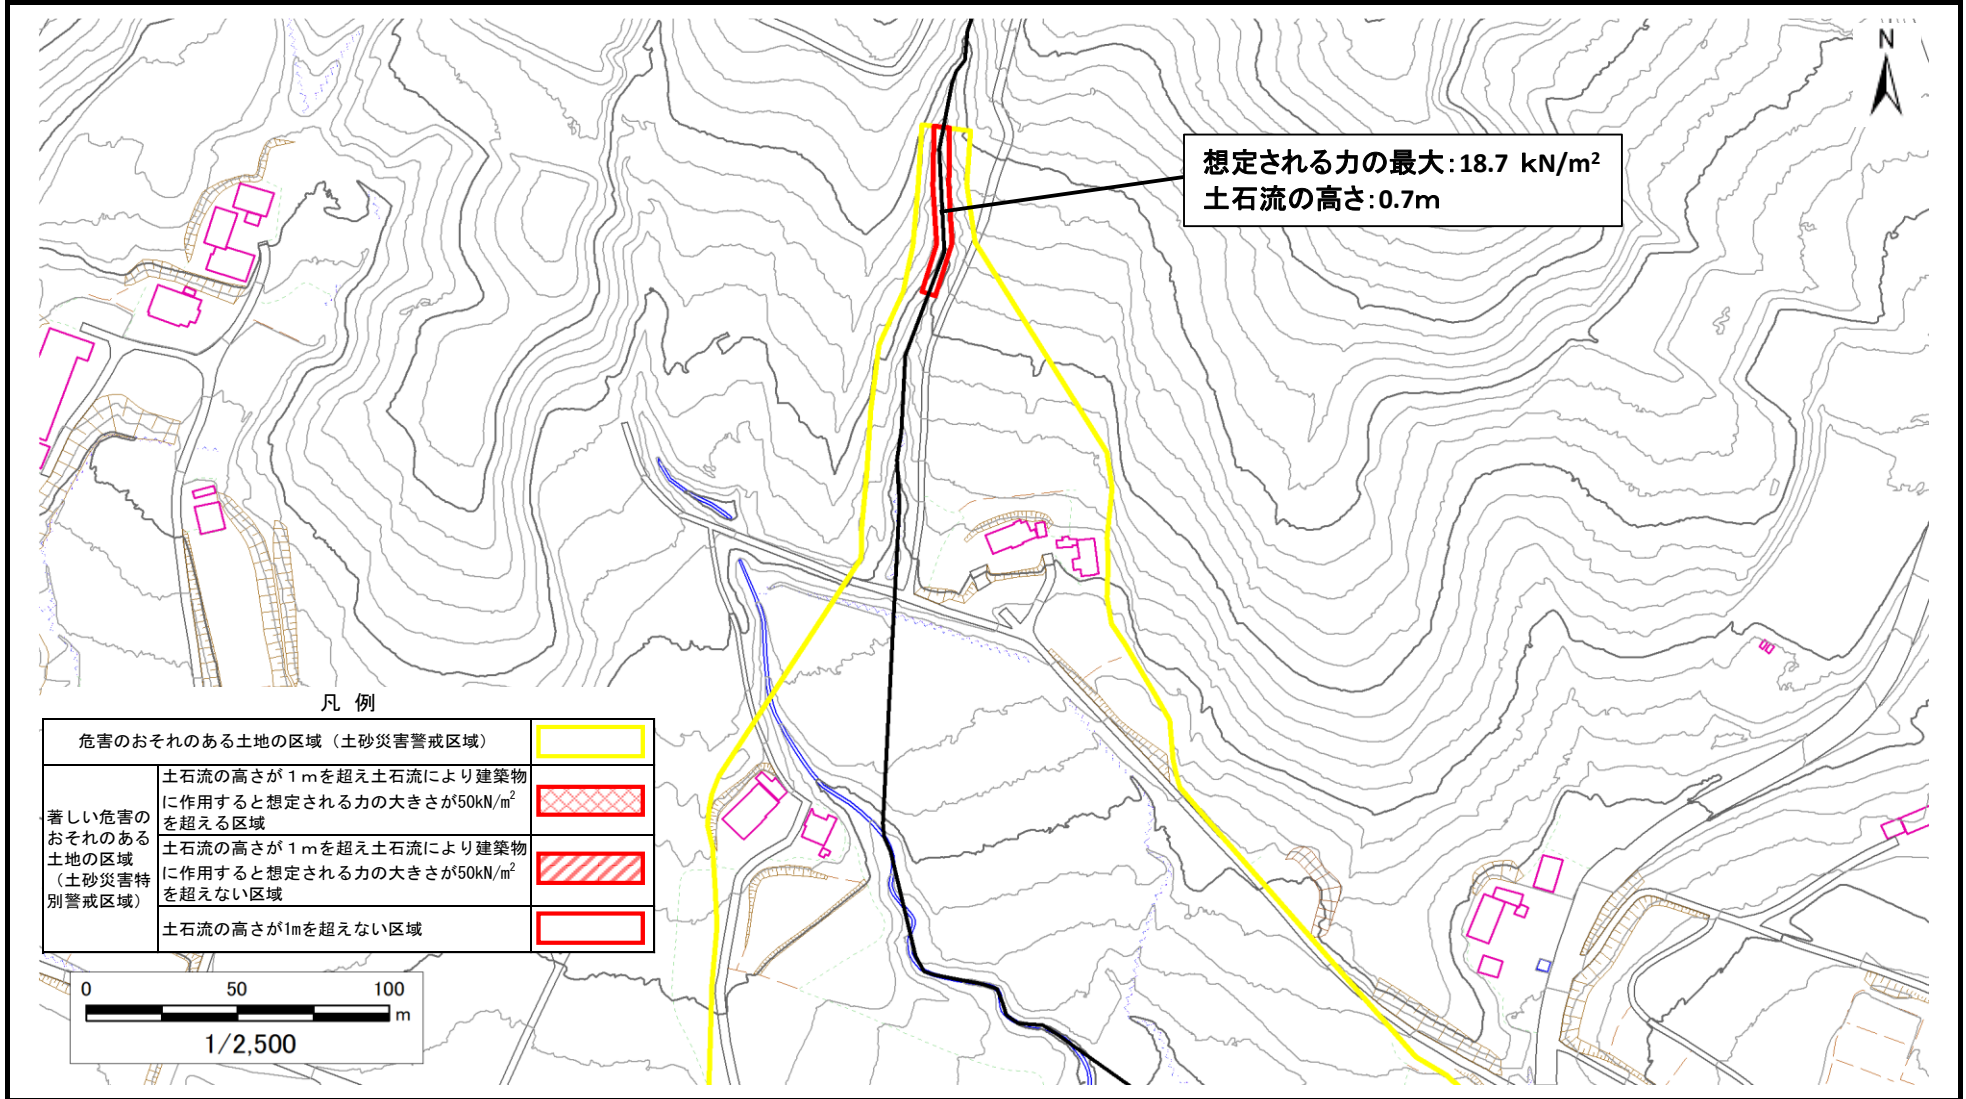 N
想定される力の最大:18.7 kN/m²
土石流の高さ:0.7m
凡 例
危害のおそれのある土地の区域（土砂災害警戒区域）
著しい危害の
おそれのある
土地の区域
（土砂災害特
別警戒区域）
土石流の高さが１ｍを超え土石流により建築物
に作用すると想定される力の大きさが50kN/m²
を超える区域
土石流の高さが１ｍを超え土石流により建築物
に作用すると想定される力の大きさが50kN/m²
を超えない区域
土石流の高さが1mを超えない区域
0 50 100
m
1/2,500